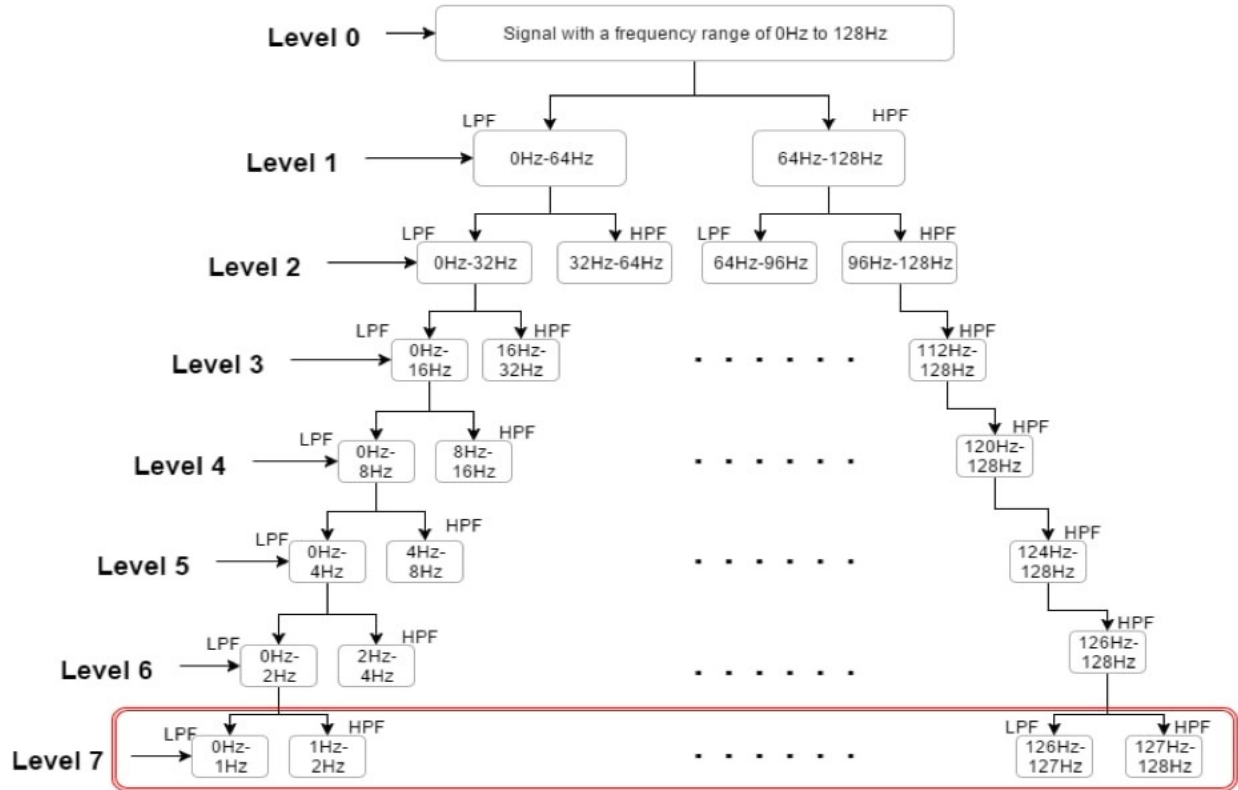 Level 0
Signal with a frequency range of 0Hz to 128Hz
LPF
HPF
Level 1
0Hz-64Hz
64Hz-128Hz
LPF
HPF
LPF
HPF
Level 2
0Hz-32Hz
32Hz-64Hz
64Hz-96Hz
96Hz-128Hz
LPF
HPF
HPF
Level 3
0Hz-
16Hz
16Hz-
32Hz
112Hz-
128Hz
LPF
HPF
HPF
Level 4
0Hz-
8Hz
8Hz-
16Hz
120Hz-
128Hz
LPF
HPF
HPF
Level 5
0Hz-
4Hz
4Hz-
8Hz
124Hz-
128Hz
LPF
HPF
HPF
Level 6
0Hz-
2Hz
2Hz-
4Hz
126Hz-
128Hz
LPF
HPF
LPF
HPF
Level 7
0Hz-
1Hz
1Hz-
2Hz
126Hz-
127Hz
127Hz-
128Hz